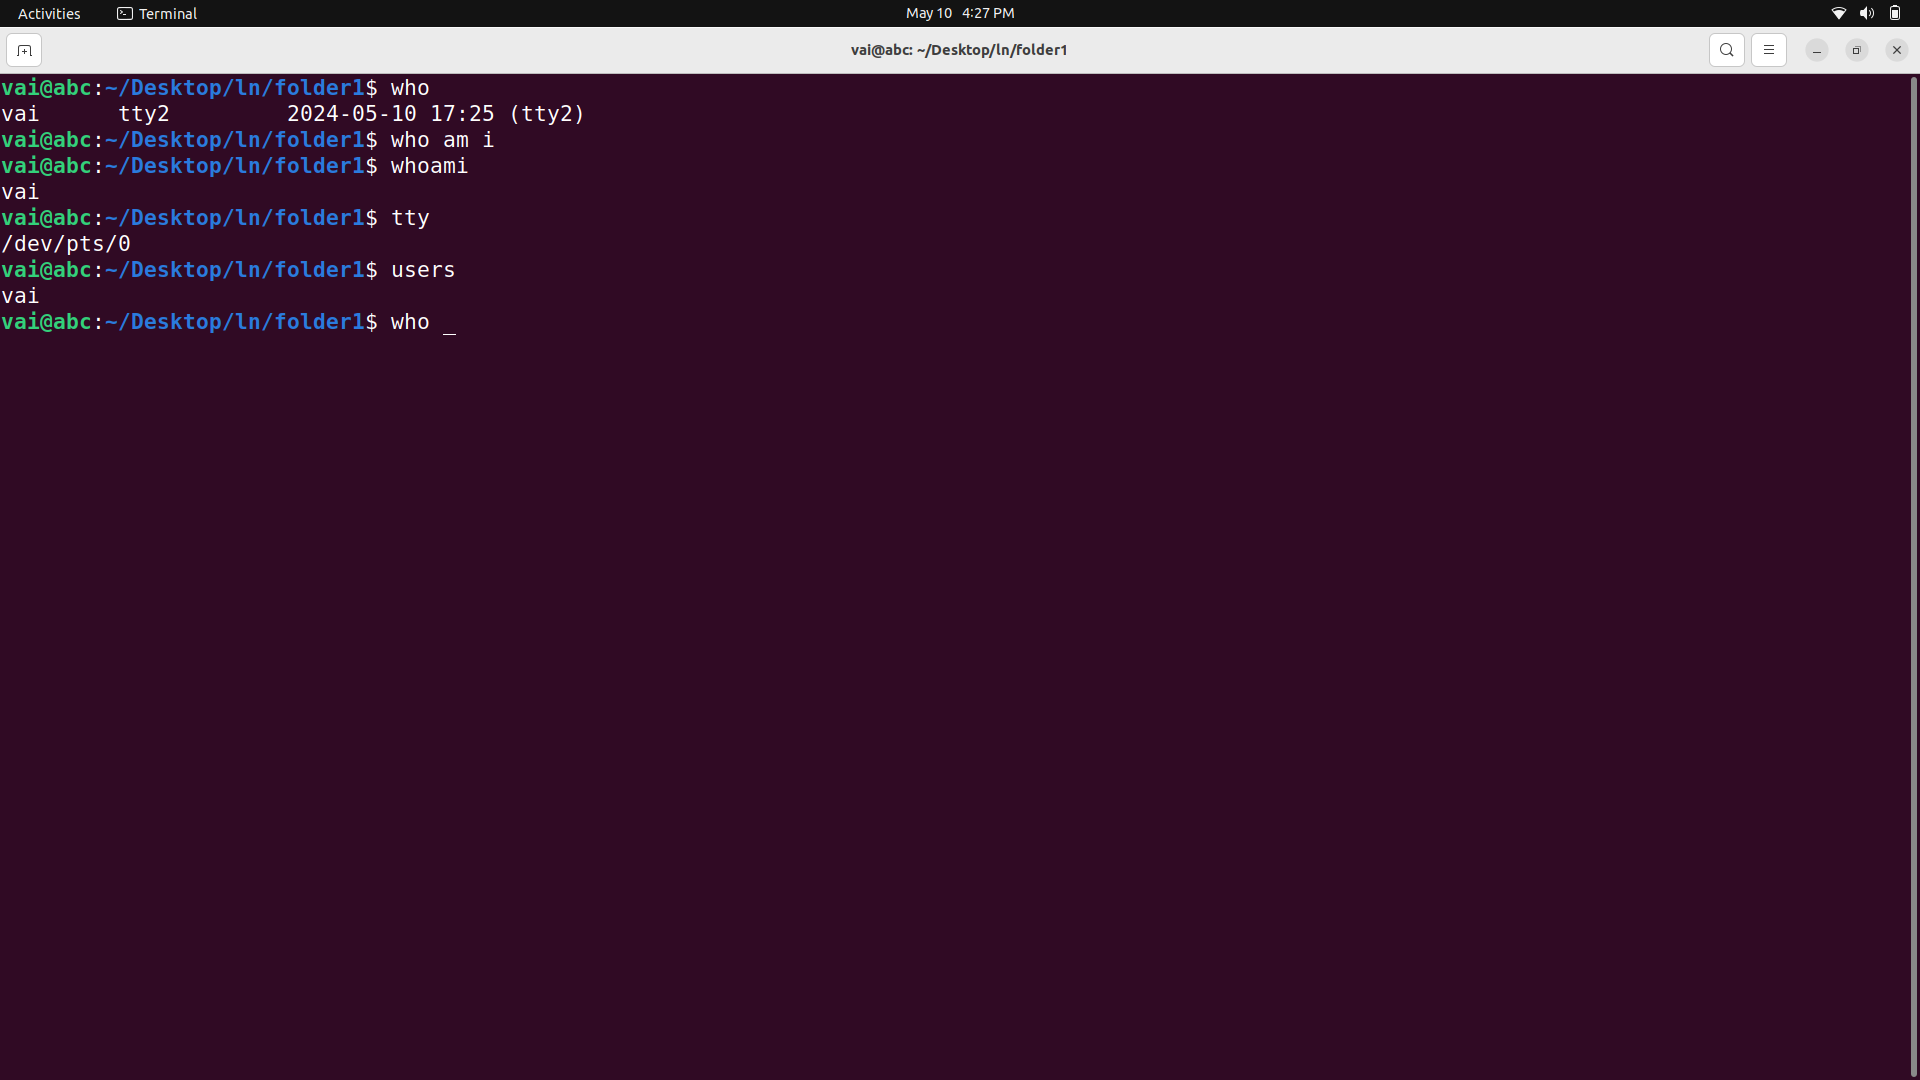 Activities Terminal May 10 4:27 PM
vai@abc: ~/Desktop/ln/folder1
vai@abc:~/Desktop/ln/folder1$ who
vai      tty2         2024-05-10 17:25 (tty2)
vai@abc:~/Desktop/ln/folder1$ who am i
vai@abc:~/Desktop/ln/folder1$ whoami
vai
vai@abc:~/Desktop/ln/folder1$ tty
/dev/pts/0
vai@abc:~/Desktop/ln/folder1$ users
vai
vai@abc:~/Desktop/ln/folder1$ who _